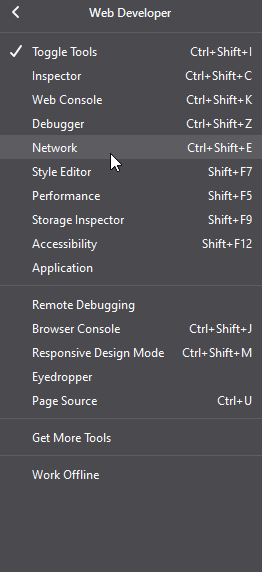 Web Developer
Toggle Tools Ctrl+Shift+I
Inspector Ctrl+Shift+C
Web Console Ctrl+Shift+K
Debugger Ctrl+Shift+Z
Network Ctrl+Shift+E
Style Editor Shift+F7
Performance Shift+F5
Storage Inspector Shift+F9
Accessibility Shift+F12
Application
Remote Debugging
Browser Console Ctrl+Shift+J
Responsive Design Mode Ctrl+Shift+M
Eyedropper
Page Source Ctrl+U
Get More Tools
Work Offline